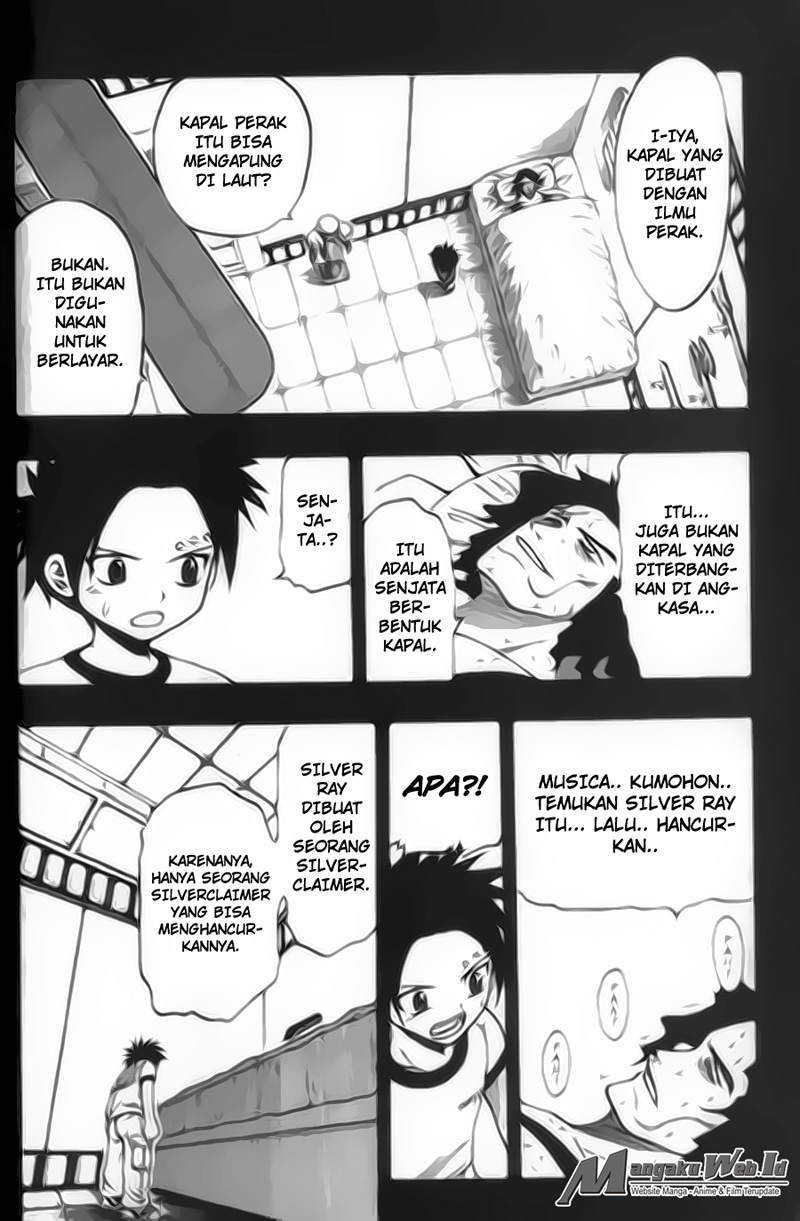 I-IYA,
KAPAL YANG
DIBUAT
DENGAN
ILMU
PERAK.
KAPAL PERAK
ITU BISA
MENGAPUNG
DI LAUT?
BUKAN.
ITU BUKAN
DIGU-
NAKAN
UNTUK
BERLAYAR.
ITU...
JUGA BUKAN
KAPAL YANG
DITERBANG-
KAN DI ANG-
KASA...
ITU
ADALAH
SENJATA
BER-
BENTUK
KAPAL.
SEN-
JA-
TA..?
MUSICA.. KUMOHON..
TEMUKAN SILVER RAY
ITU... LALU.. HANCUR-
KAN..
APA?!
SILVER
RAY
DIBUAT
OLEH
SEORANG
SILVER-
CLAIMER.
KARENANYA,
HANYA SEORANG
SILVERCLAIMER
YANG BISA
MENGHANCUR-
KANNYA.
MangakuWeb.Id
Website Manga - Anime & Film Terupdate